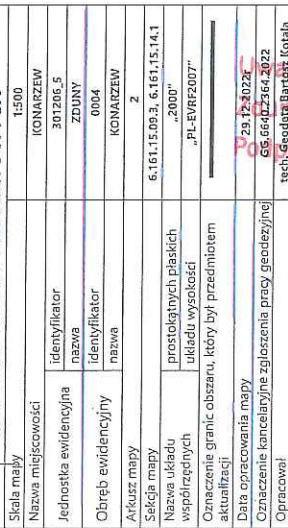 Skala mapy 1:500
Nazwa miejscowości KONARZEW
Jednostka ewidencyjna identyfikator 301206_5
nazwa ZDUNY
Obręb ewidencyjny identyfikator 0004
nazwa KONARZEW
Arkusz mapy 2
Sekcja mapy 6.161.15.09.3, 6.161.15.14.1
Nazwa układu współrzędnych prostokątnych płaskich „2000"
układu wysokości „PL-EVRF2007"
Oznaczenie granic obszaru, który był przedmiotem
aktualizacji
Data opracowania mapy 29.12.2022r
Oznaczenie kancelaryjne zgłoszenia pracy geodezyjnej GG.6640.2364.2022
Opracował tech. Geodeta Bartosz Kotala